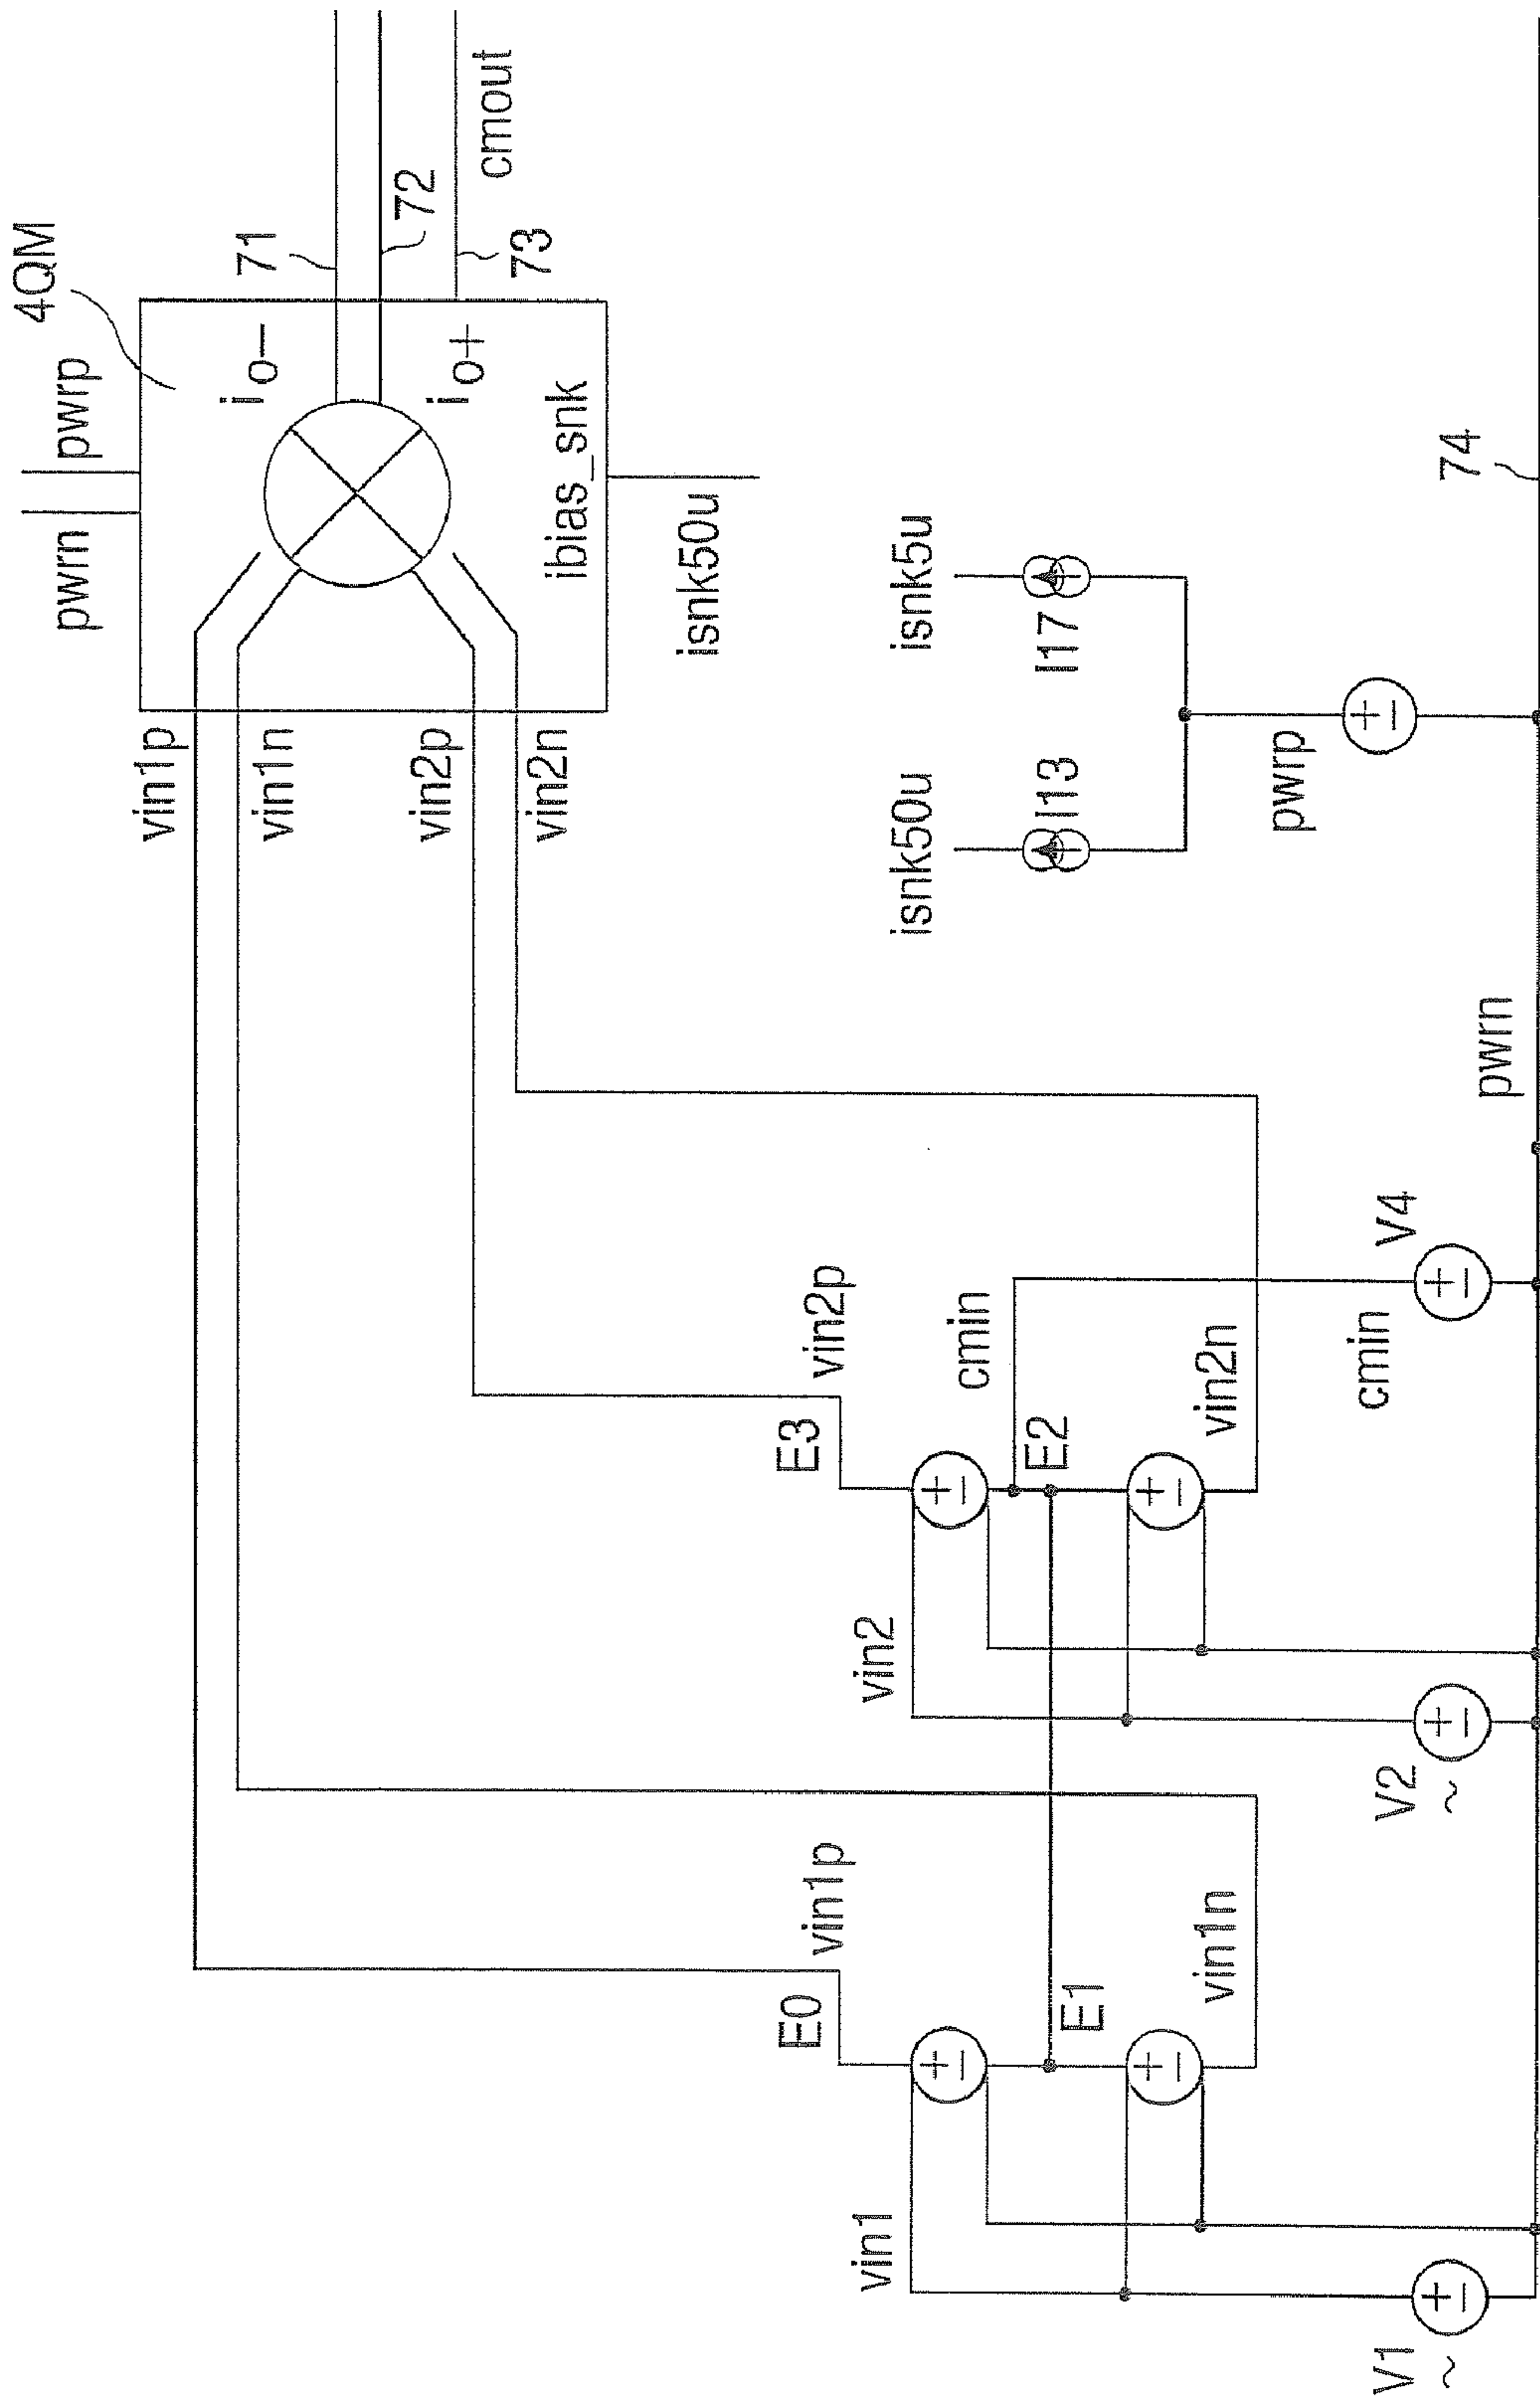 4QM
pwrn
pwrp
vin1p
vin1n
vin2p
vin2n
io−
io+
ibias_snk
isnk50u
71
72
73
cmout
isnk50u
I13
isnk5u
I17
pwrp
E0
vin1p
vin1
E1
vin1n
V1
~
E3
vin2p
vin2
cmin
E2
vin2n
V2
~
cmin
V4
pwrn
74